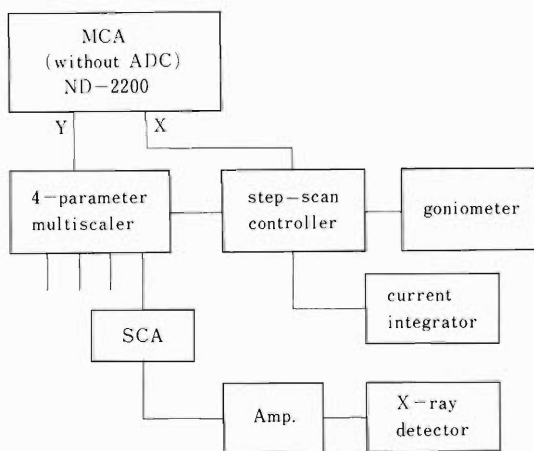 MCA
(without ADC)
ND-2200
Y
X
4-parameter
multiscaler
step-scan
controller
goniometer
current
integrator
SCA
Amp.
X-ray
detector